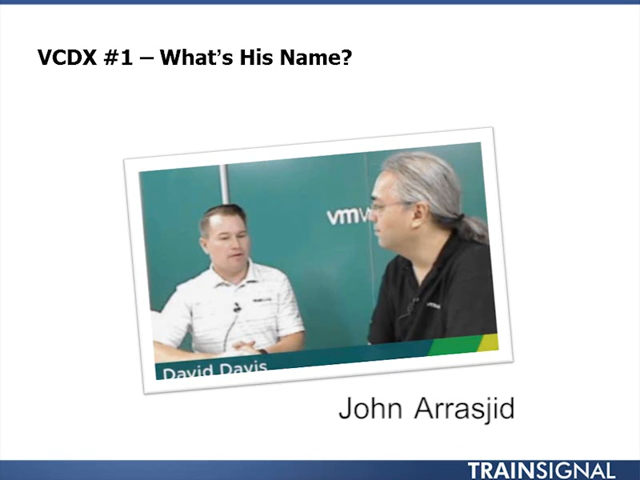 VCDX #1 – What’s His Name?
vmw
David Davis
John Arrasjid
TRAINSIGNAL